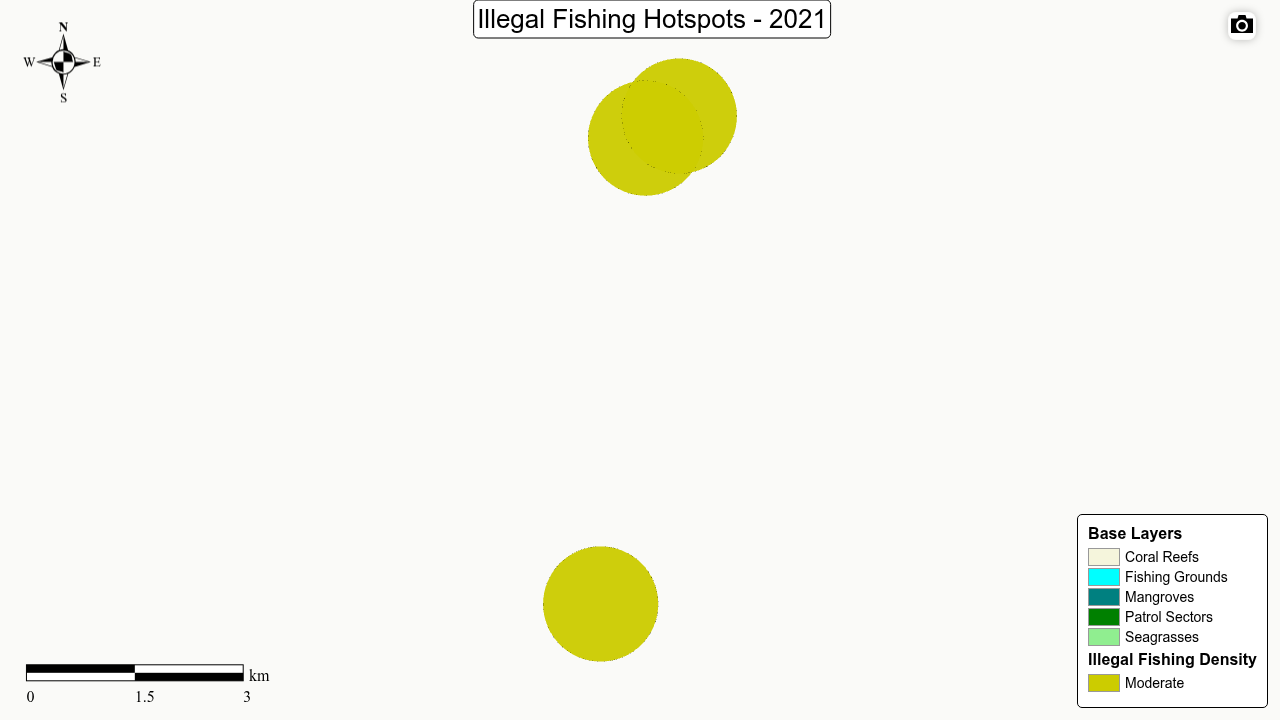 Illegal Fishing Hotspots - 2021
N
W E
S
Base Layers
Coral Reefs
Fishing Grounds
Mangroves
Patrol Sectors
Seagrasses
Illegal Fishing Density
Moderate
km
0 1.5 3